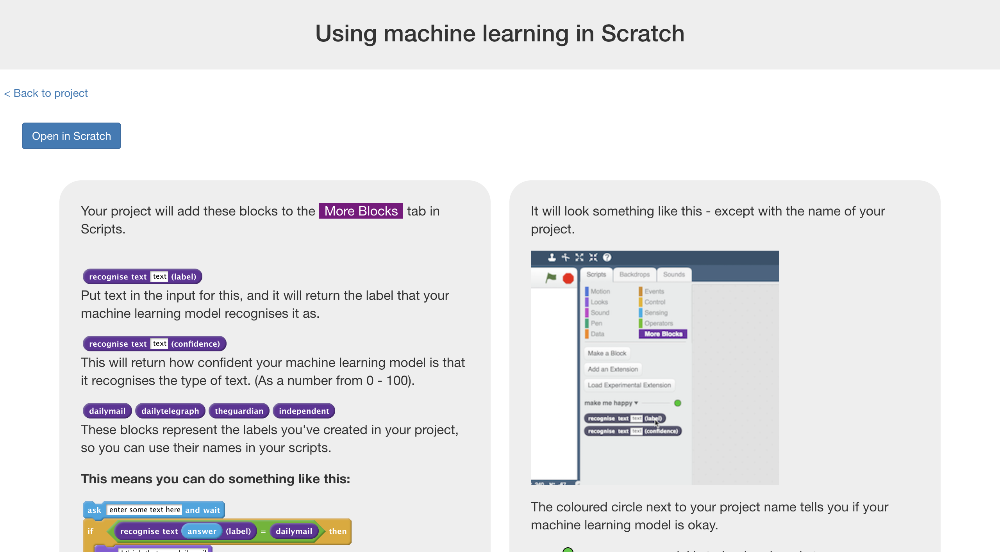 Using machine learning in Scratch
< Back to project
Open in Scratch
Your project will add these blocks to the More Blocks tab in
Scripts.
recognise text text (label)
Put text in the input for this, and it will return the label that your
machine learning model recognises it as.
recognise text text (confidence)
This will return how confident your machine learning model is that
it recognises the type of text. (As a number from 0 - 100).
dailymail dailytelegraph theguardian independent
These blocks represent the labels you've created in your project,
so you can use their names in your scripts.
This means you can do something like this:
ask enter some text here and wait
if recognise text answer (label) = dailymail then
It will look something like this - except with the name of your
project.
Scripts Backdrops Sounds
Motion Events
Looks Control
Sound Sensing
Pen Operators
Data More Blocks
Make a Block
Add an Extension
Load Experimental Extension
make me happy
recognise text text (label)
recognise text text (confidence)
The coloured circle next to your project name tells you if your
machine learning model is okay.